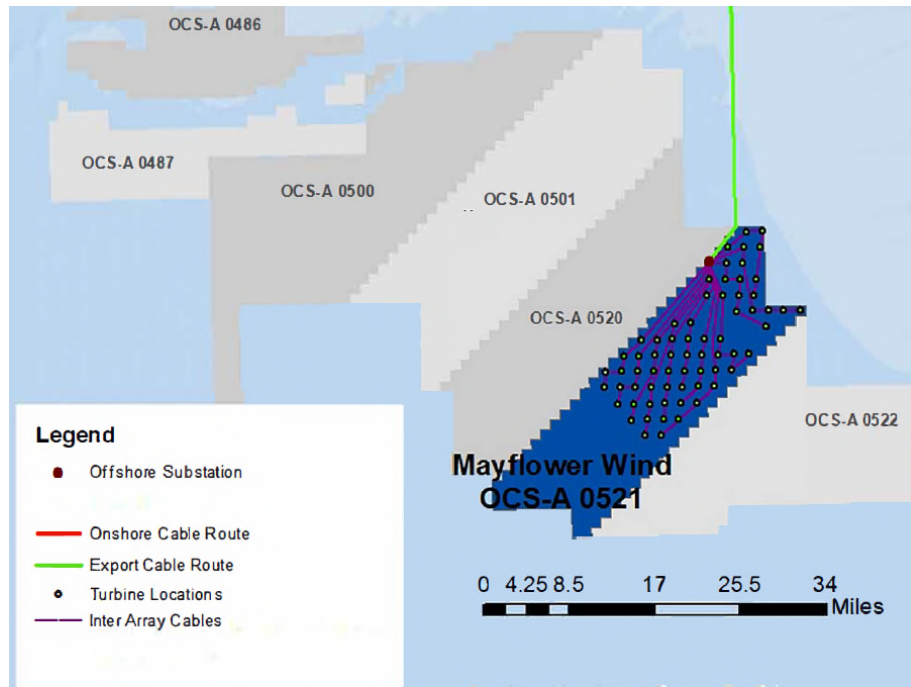 OCS-A 0486
OCS-A 0487
OCS-A 0500
OCS-A 0501
OCS-A 0520
OCS-A 0522
Mayflower Wind
OCS-A 0521
Legend
Offshore Substation
Onshore Cable Route
Export Cable Route
Turbine Locations
Inter Array Cables
0 4.25 8.5 17 25.5 34
Miles